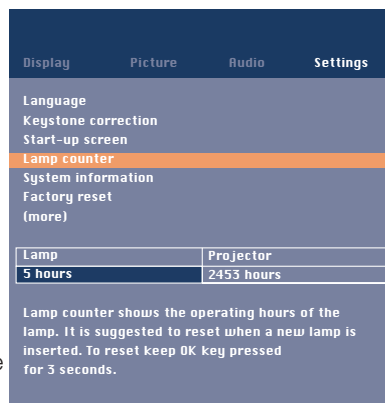 Display Picture Audio Settings
Language
Keystone correction
Start-up screen
Lamp counter
System information
Factory reset
(more)
Lamp Projector
5 hours 2453 hours
Lamp counter shows the operating hours of the
lamp. It is suggested to reset when a new lamp is
inserted. To reset keep OK key pressed
for 3 seconds.